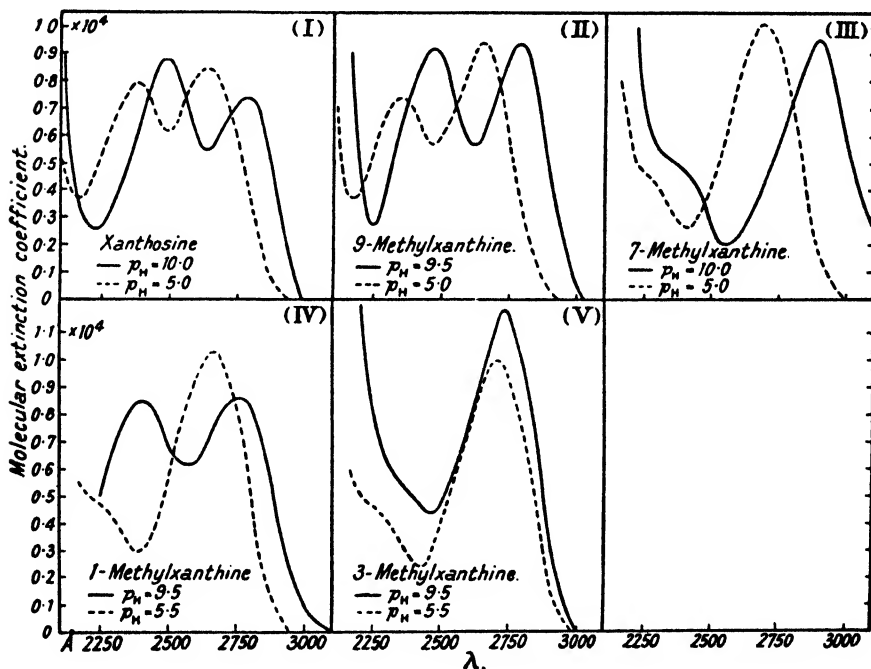 Molecular extinction coefficient.
×10⁴
1·0
0·9
0·8
0·7
0·6
0·5
0·4
0·3
0·2
0·1
0
(I)
Xanthosine
pH = 10·0
pH = 5·0
(II)
9-Methylxanthine.
pH = 9·5
pH = 5·0
(III)
7-Methylxanthine.
pH = 10·0
pH = 5·0
×10⁴
1·1
1·0
0·9
0·8
0·7
0·6
0·5
0·4
0·3
0·2
0·1
0
(IV)
1-Methylxanthine
pH = 9·5
pH = 5·5
(V)
3-Methylxanthine.
pH = 9·5
pH = 5·5
Å 2250 2500 2750 2250 2500 2750 3000 2250 2500 2750 3000
λ.